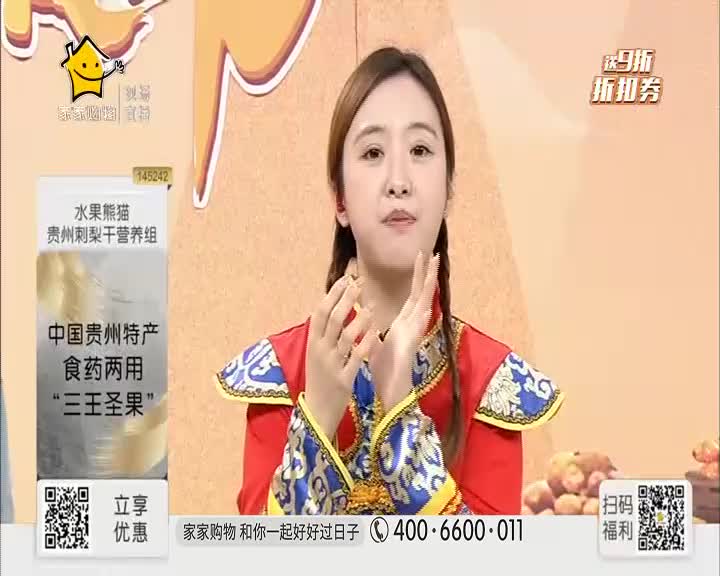 家家购物
现场
直播
选9折
折扣券
145242
水果熊猫
贵州刺梨干营养组
中国贵州特产
食药两用
“三王圣果”
立享
优惠
家家购物 和你一起好好过日子
400·6600·011
扫码
福利